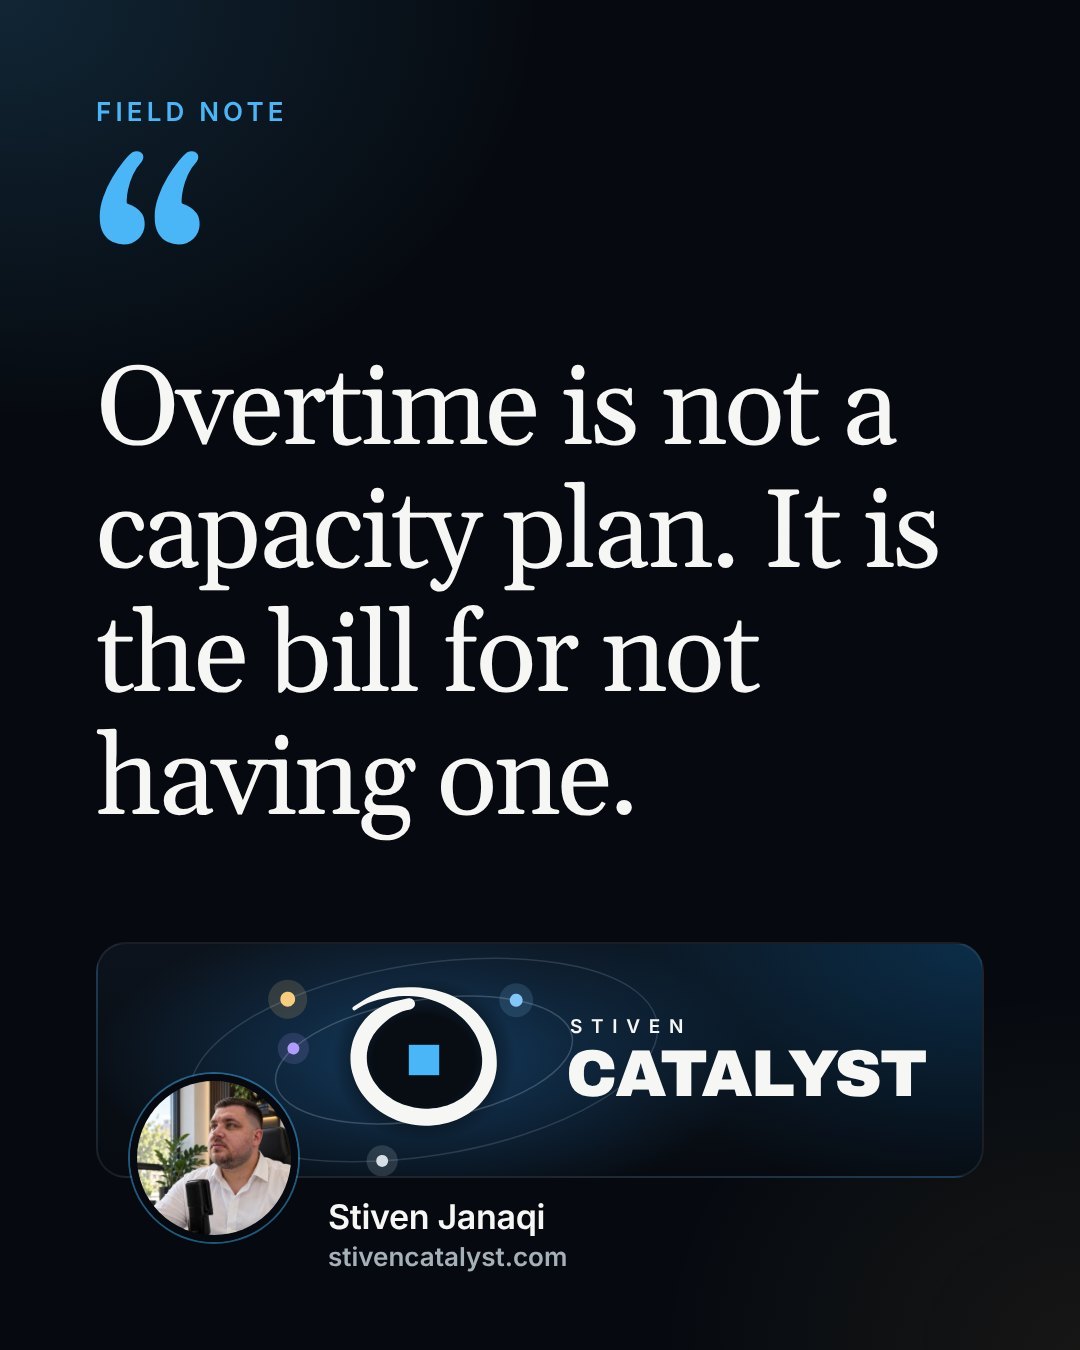 FIELD NOTE
“
Overtime is not a
capacity plan. It is
the bill for not
having one.
STIVEN
CATALYST
Stiven Janaqi
stivencatalyst.com